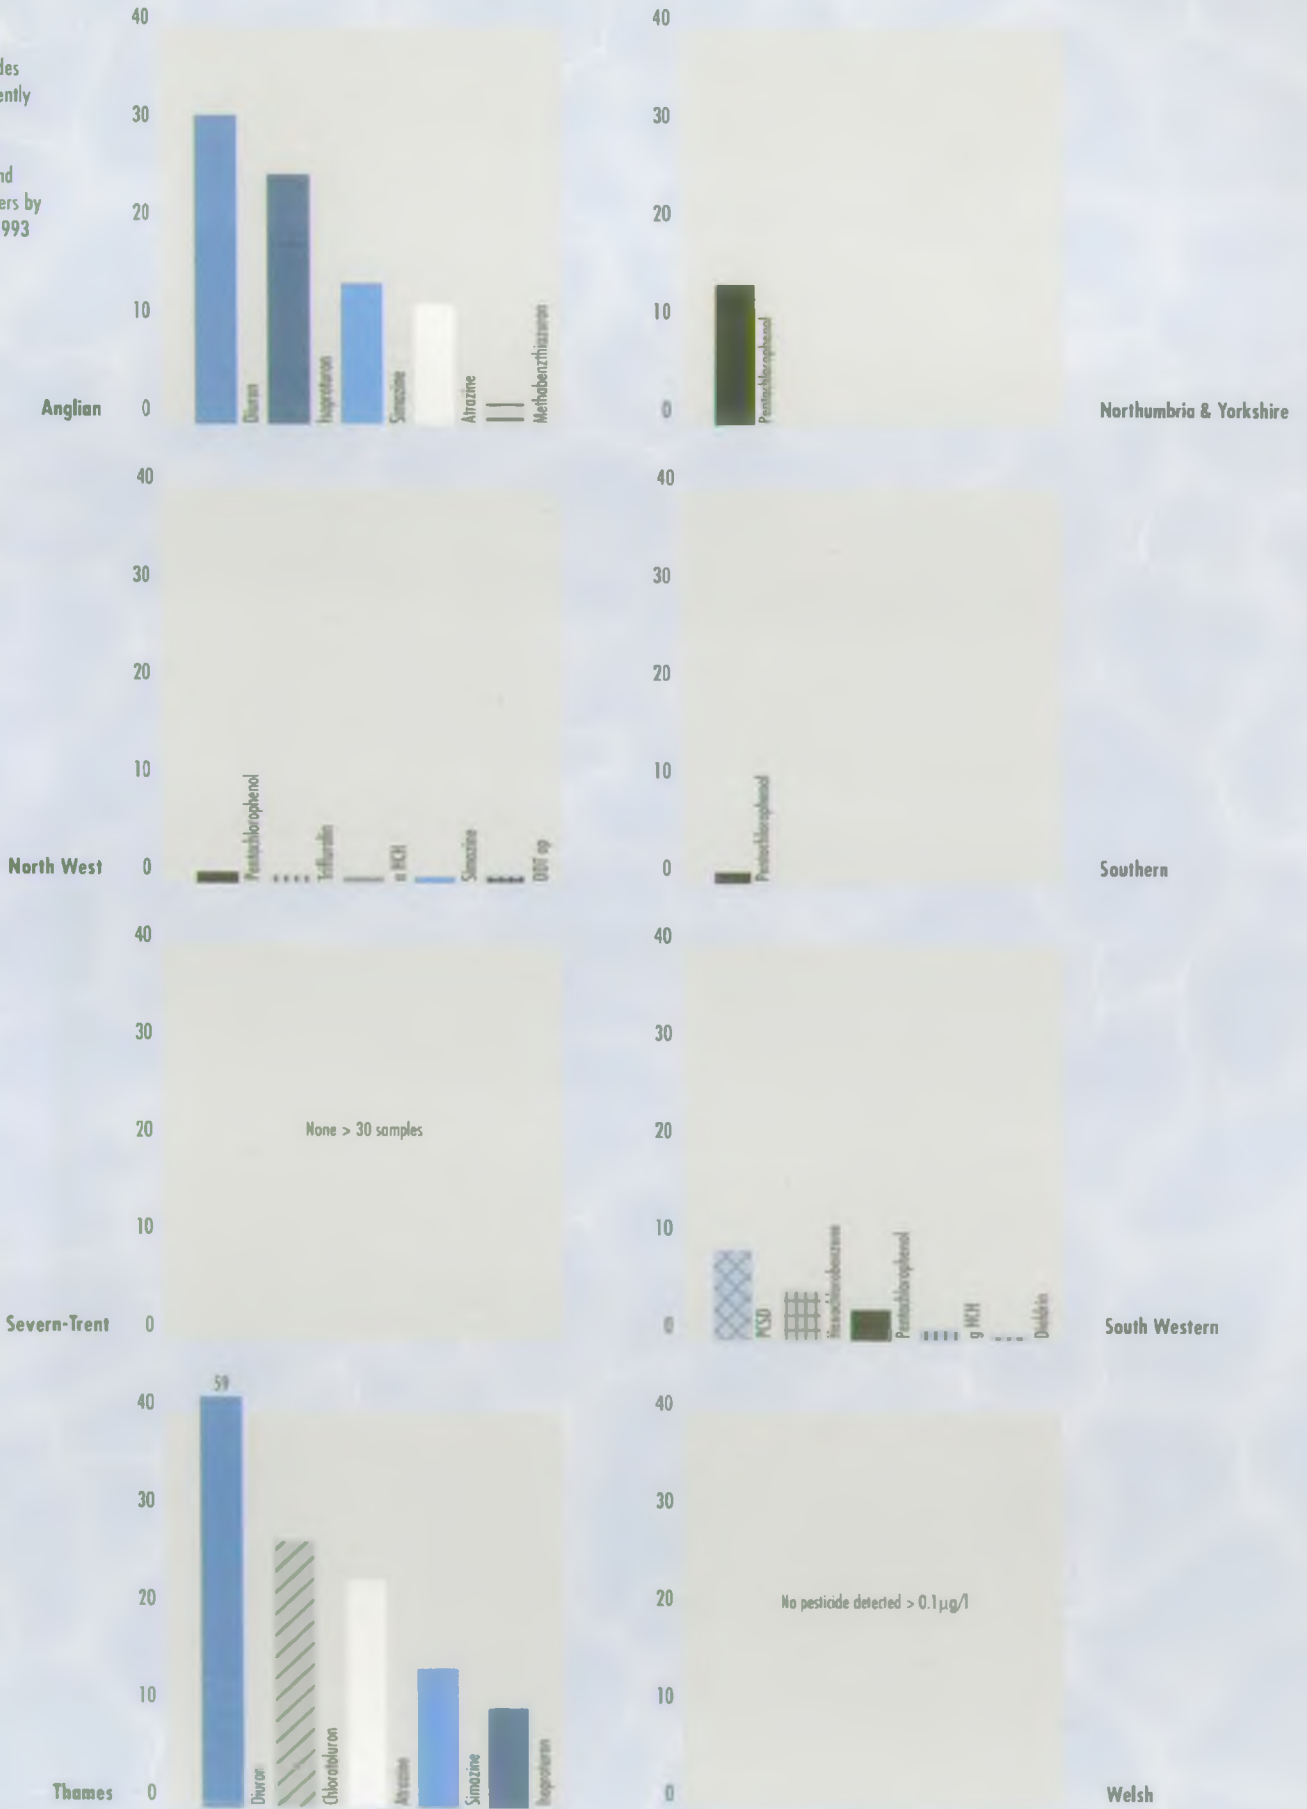 des
ently
nd
ers by
993
40
30
20
10
0
Anglian
Diuron
Isoproturon
Simazine
Atrazine
Methabenzthiazuron
40
30
20
10
0
Pentachlorophenol
Northumbria & Yorkshire
40
30
20
10
0
North West
Pentachlorophenol
Trifluralin
α HCH
Simazine
DDT op
40
30
20
10
0
Pentachlorophenol
Southern
40
30
20
10
0
Severn-Trent
None > 30 samples
40
30
20
10
0
PCSD
Hexachlorobenzene
Pentachlorophenol
g HCH
Dieldrin
South Western
59
40
30
20
10
0
Thames
Diuron
Chlorotoluron
Atrazine
Simazine
Isoproturon
40
30
20
10
0
No pesticide detected > 0.1µg/l
Welsh